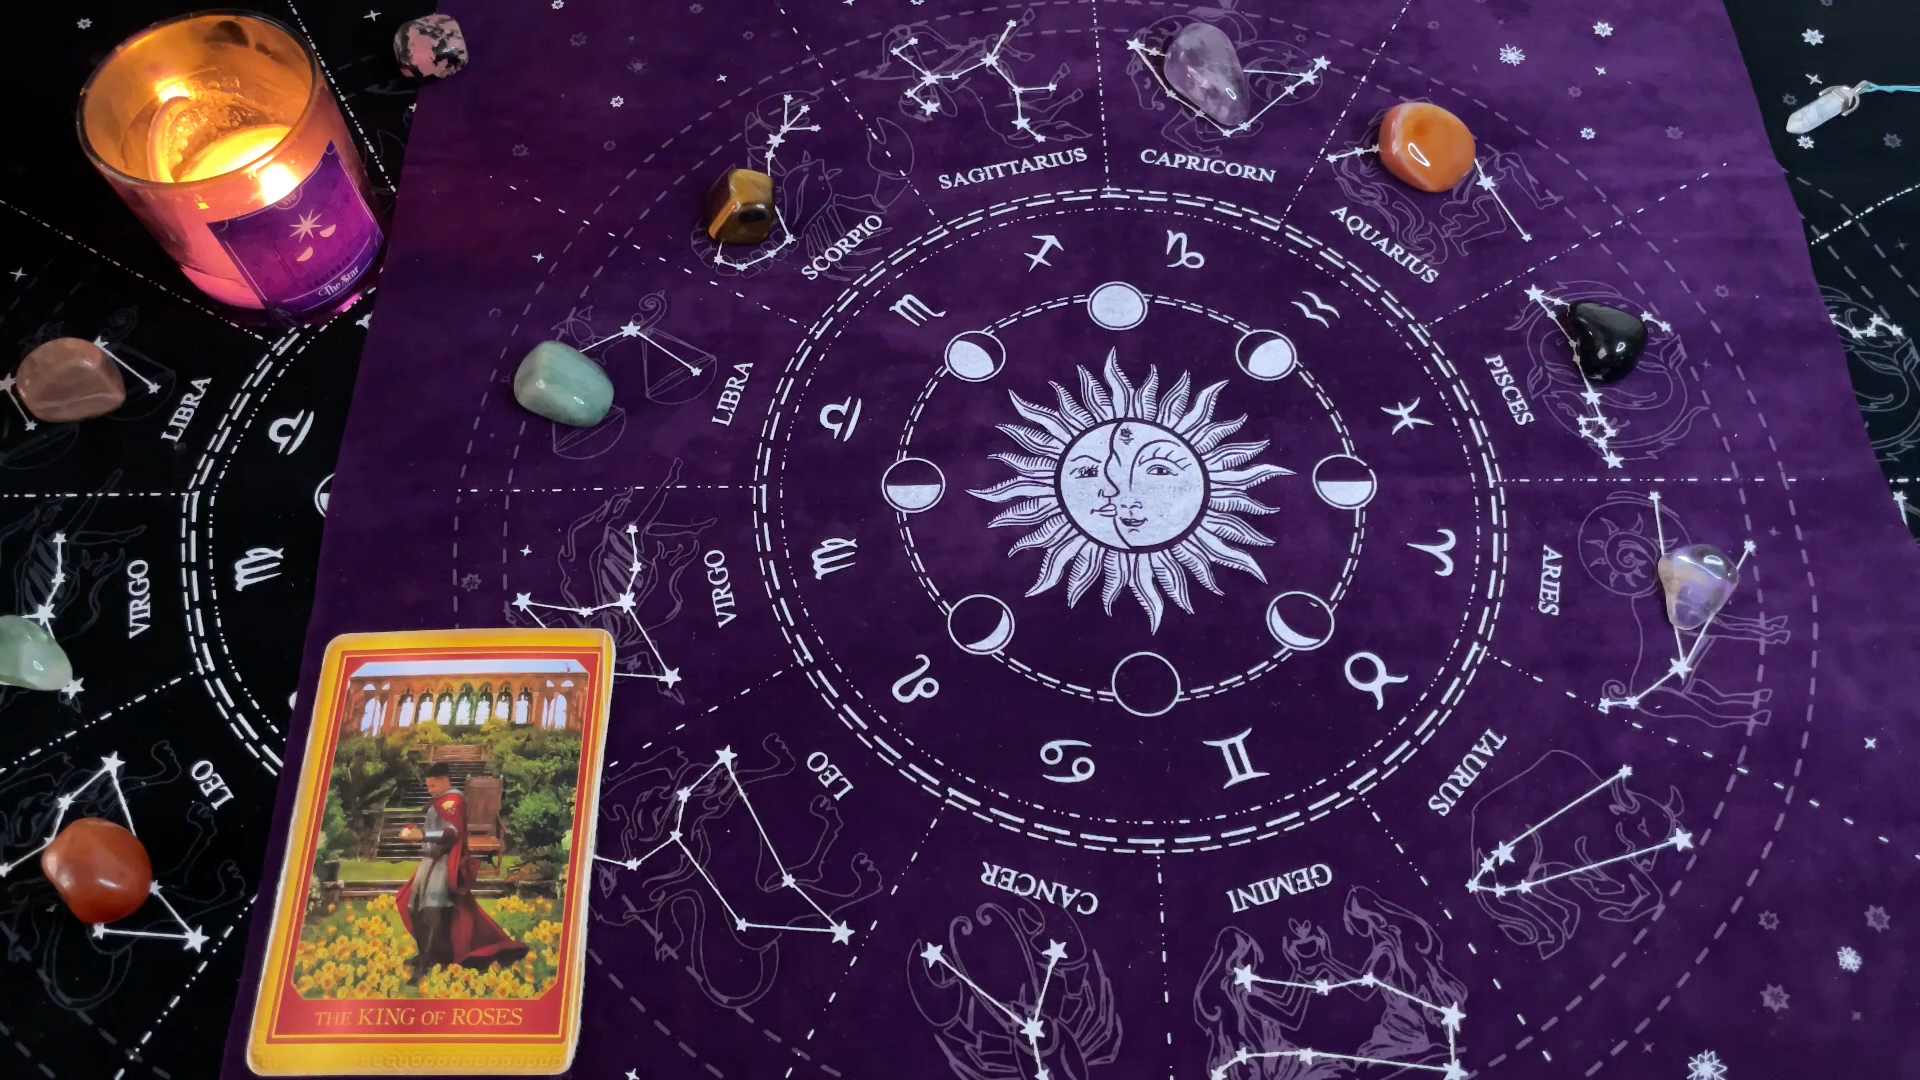 SAGITTARIUS
CAPRICORN
AQUARIUS
PISCES
ARIES
TAURUS
GEMINI
CANCER
LEO
VIRGO
LIBRA
SCORPIO
The Star
LIBRA
VIRGO
LEO
THE KING OF ROSES